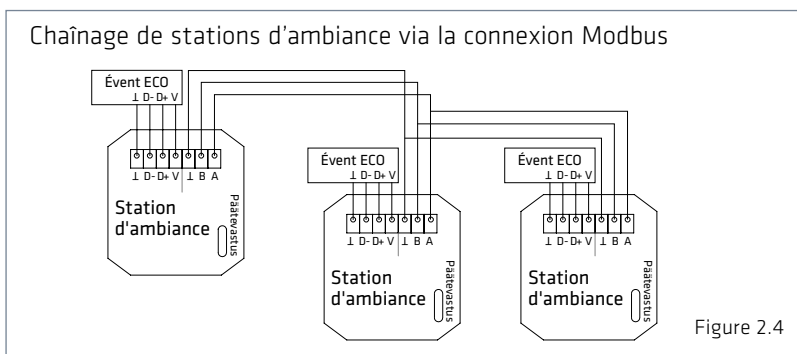 Chaînage de stations d'ambiance via la connexion Modbus
Évent ECO
⊥ D- D+ V
⊥ D- D+ V ⊥ B A
Station
d'ambiance
Päätevastus
Évent ECO
⊥ D- D+ V
⊥ D- D+ V ⊥ B A
Station
d'ambiance
Päätevastus
Évent ECO
⊥ D- D+ V
⊥ D- D+ V ⊥ B A
Station
d'ambiance
Päätevastus
Figure 2.4